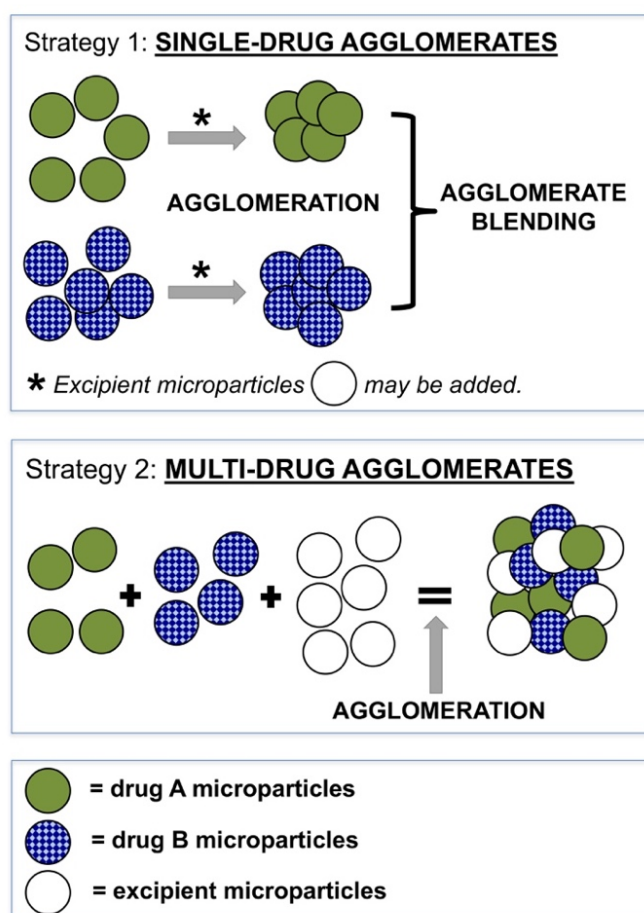 Strategy 1: SINGLE-DRUG AGGLOMERATES
*
AGGLOMERATION
*
AGGLOMERATE
BLENDING
* Excipient microparticles may be added.
Strategy 2: MULTI-DRUG AGGLOMERATES
+ + =
AGGLOMERATION
= drug A microparticles
= drug B microparticles
= excipient microparticles